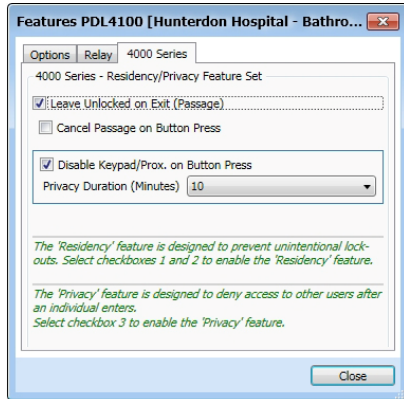 Features PDL4100 [Hunterdon Hospital - Bathro...
Options Relay 4000 Series
4000 Series - Residency/Privacy Feature Set
Leave Unlocked on Exit (Passage)
Cancel Passage on Button Press
Disable Keypad/Prox. on Button Press
Privacy Duration (Minutes) 10
The 'Residency' feature is designed to prevent unintentional lock-
outs. Select checkboxes 1 and 2 to enable the 'Residency' feature.
The 'Privacy' feature is designed to deny access to other users after
an individual enters.
Select checkbox 3 to enable the 'Privacy' feature.
Close